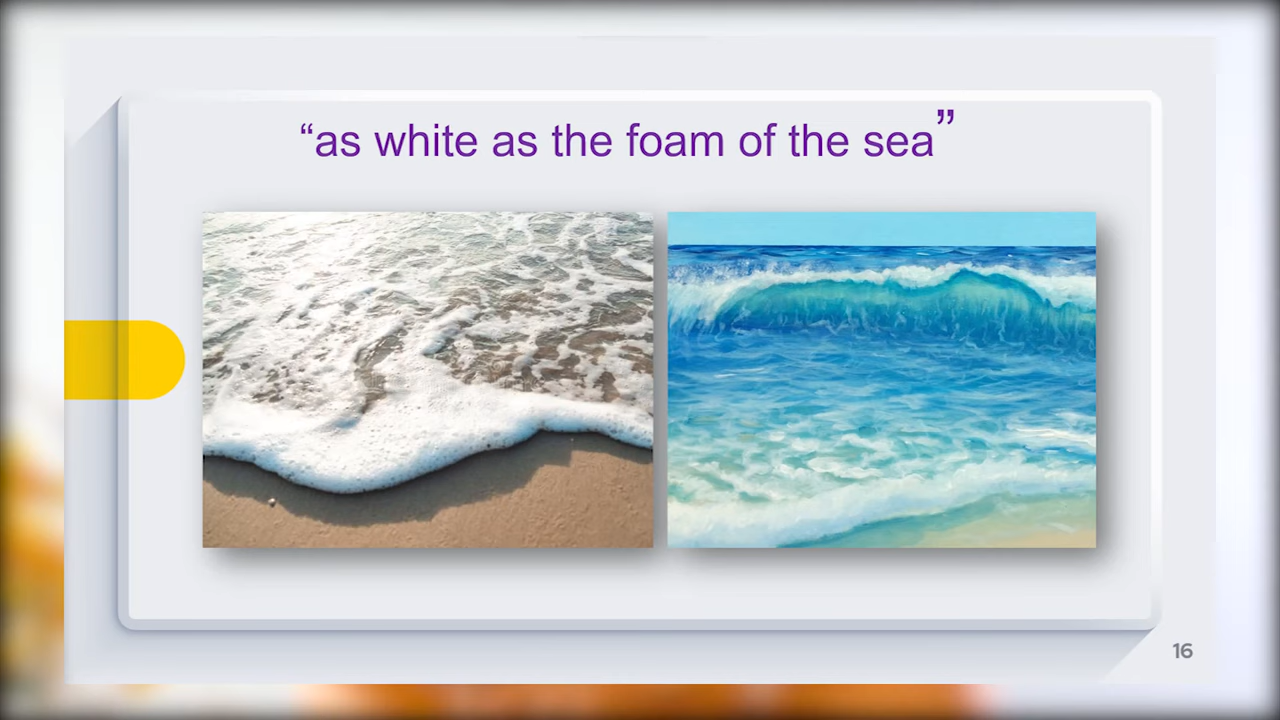 “as white as the foam of the sea”
16